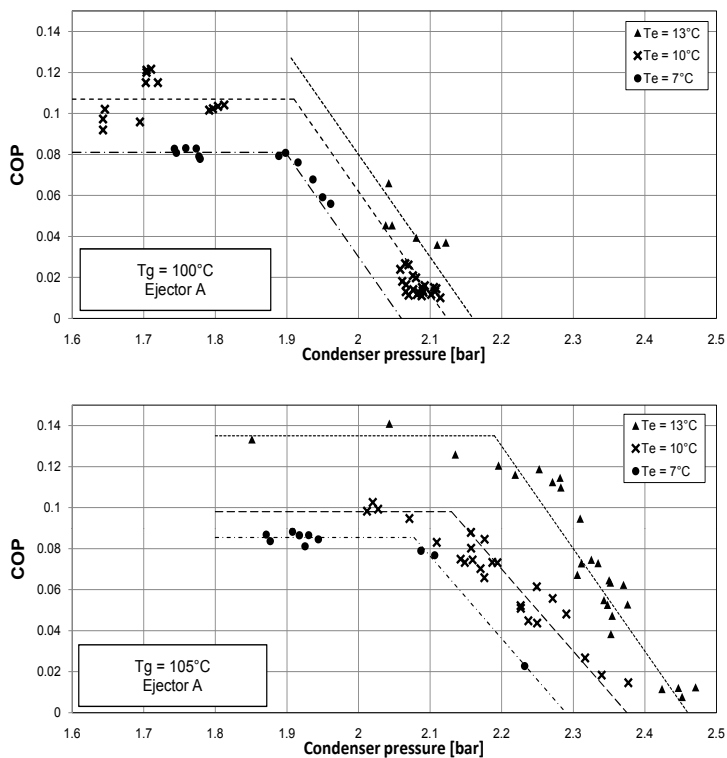 0.14
0.12
0.1
0.08
0.06
0.04
0.02
0
COP
Te = 13°C
Te = 10°C
Te = 7°C
Tg = 100°C
Ejector A
1.6 1.7 1.8 1.9 2 2.1 2.2 2.3 2.4 2.5
Condenser pressure [bar]
0.14
0.12
0.1
0.08
0.06
0.04
0.02
0
COP
Te = 13°C
Te = 10°C
Te = 7°C
Tg = 105°C
Ejector A
1.6 1.7 1.8 1.9 2 2.1 2.2 2.3 2.4 2.5
Condenser pressure [bar]